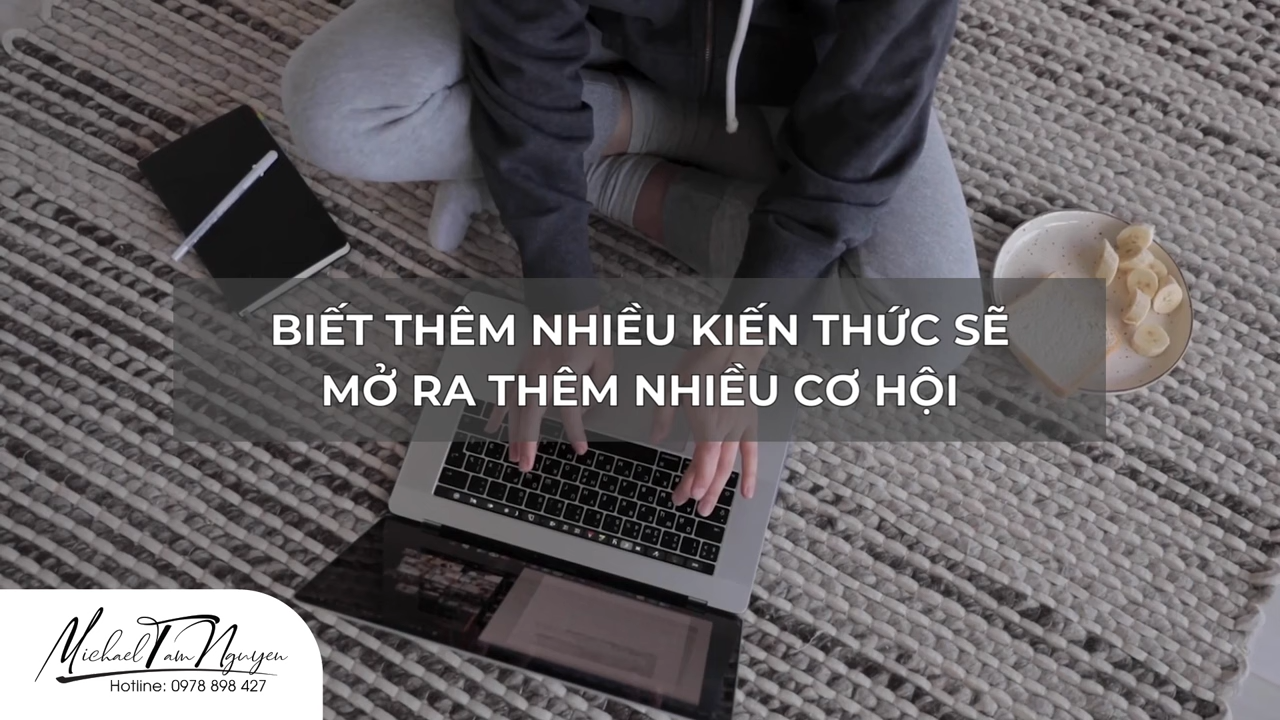 BIẾT THÊM NHIỀU KIẾN THỨC SẼ
MỞ RA THÊM NHIỀU CƠ HỘI
Michael Tam Nguyen
Hotline: 0978 898 427